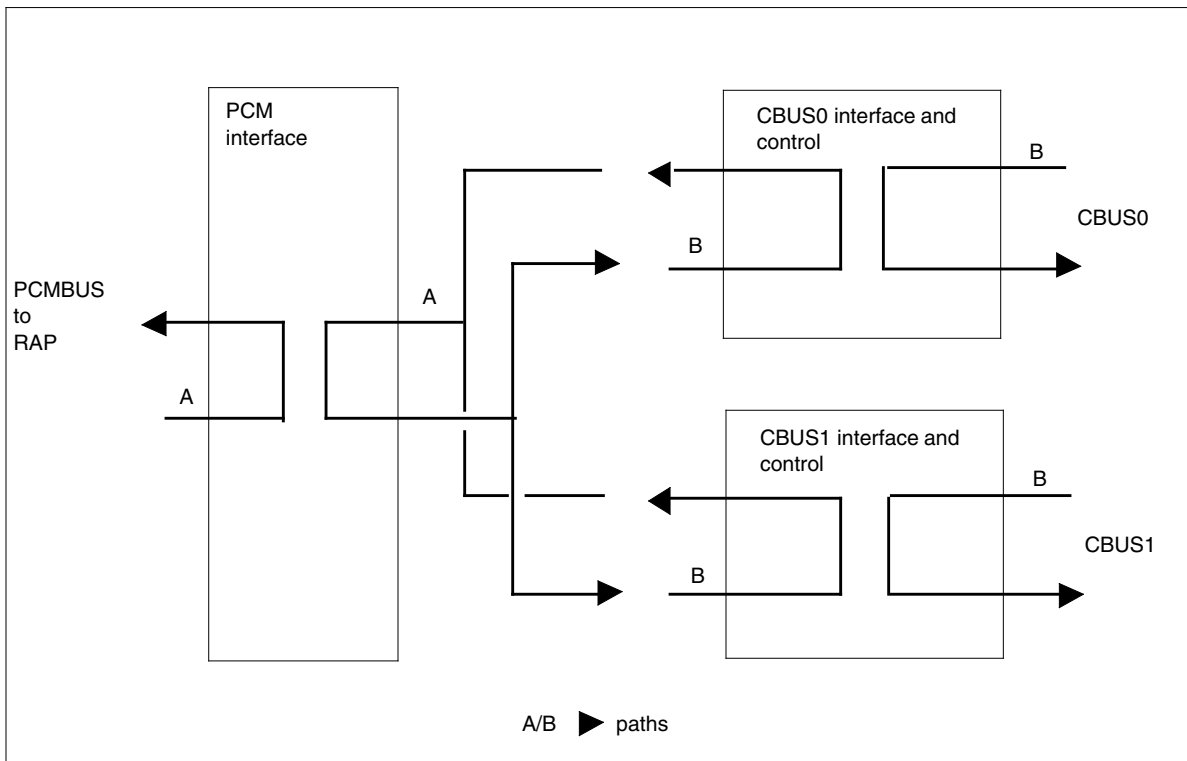 PCM
interface
CBUS0 interface and
control
B
CBUS0
B
PCMBUS
to
RAP
A
A
CBUS1 interface and
control
B
CBUS1
B
A/B paths